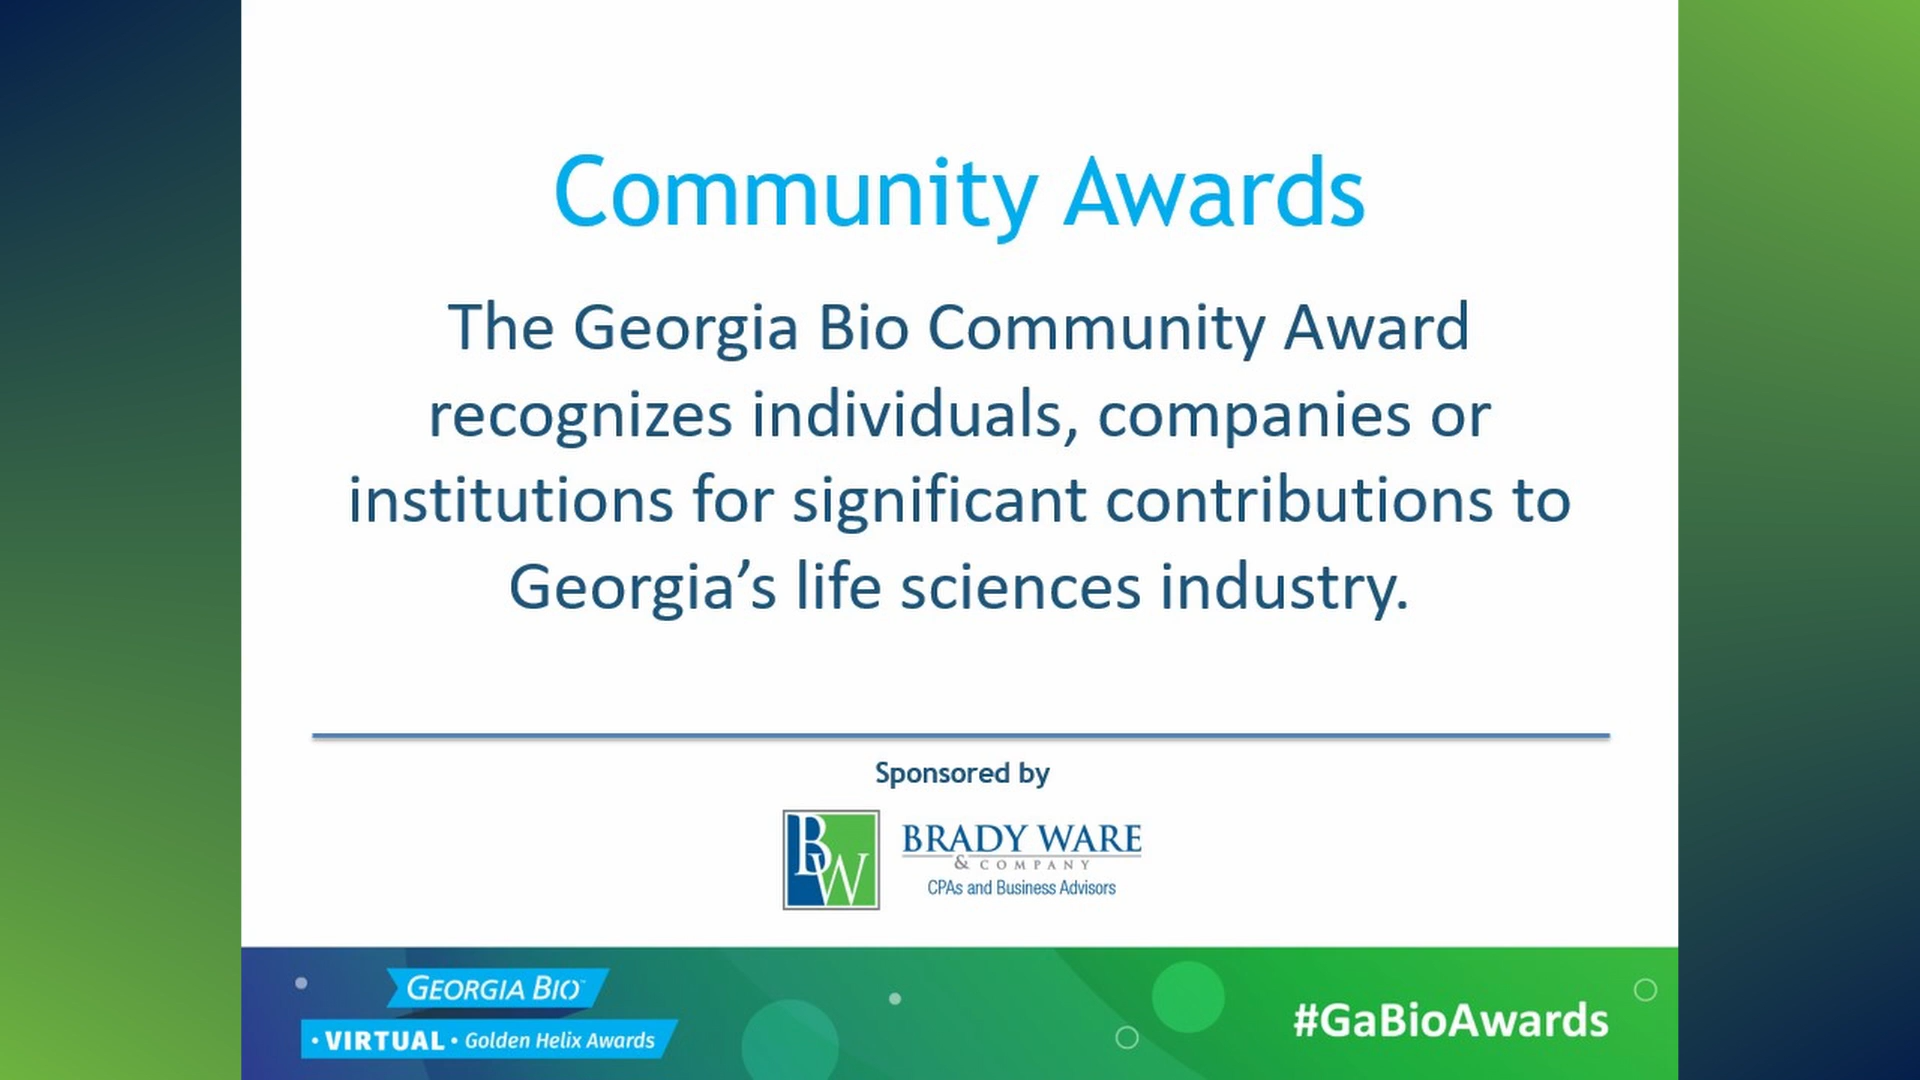 Community Awards
The Georgia Bio Community Award
recognizes individuals, companies or
institutions for significant contributions to
Georgia’s life sciences industry.
Sponsored by
BW
BRADY WARE
& COMPANY
CPAs and Business Advisors
GEORGIA BIO™
• VIRTUAL • Golden Helix Awards
#GaBioAwards